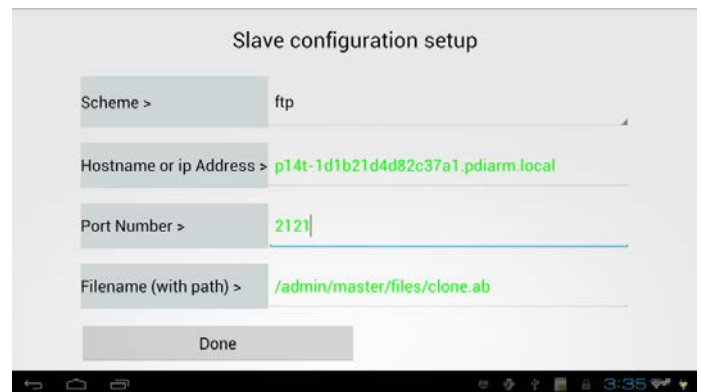 Slave configuration setup
Scheme >
ftp
Hostname or ip Address >
p14t-1d1b21d4d82c37a1.pdiarm.local
Port Number >
2121
Filename (with path) >
/admin/master/files/clone.ab
Done
3:35